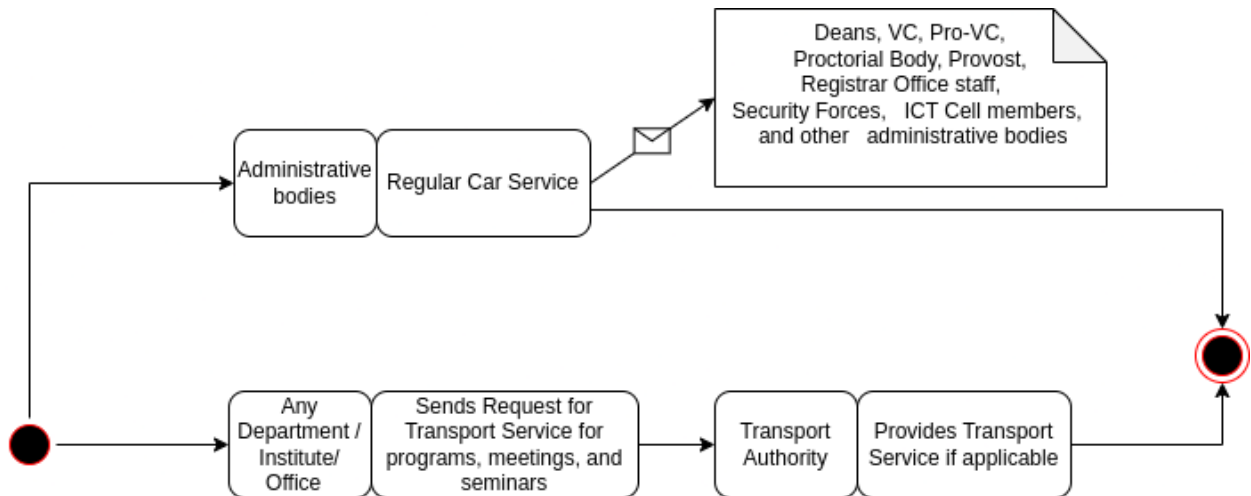 Deans, VC, Pro-VC,
Proctorial Body, Provost,
Registrar Office staff,
Security Forces, ICT Cell members,
and other administrative bodies
Administrative
bodies
Regular Car Service
Any
Department /
Institute/
Office
Sends Request for
Transport Service for
programs, meetings, and
seminars
Transport
Authority
Provides Transport
Service if applicable